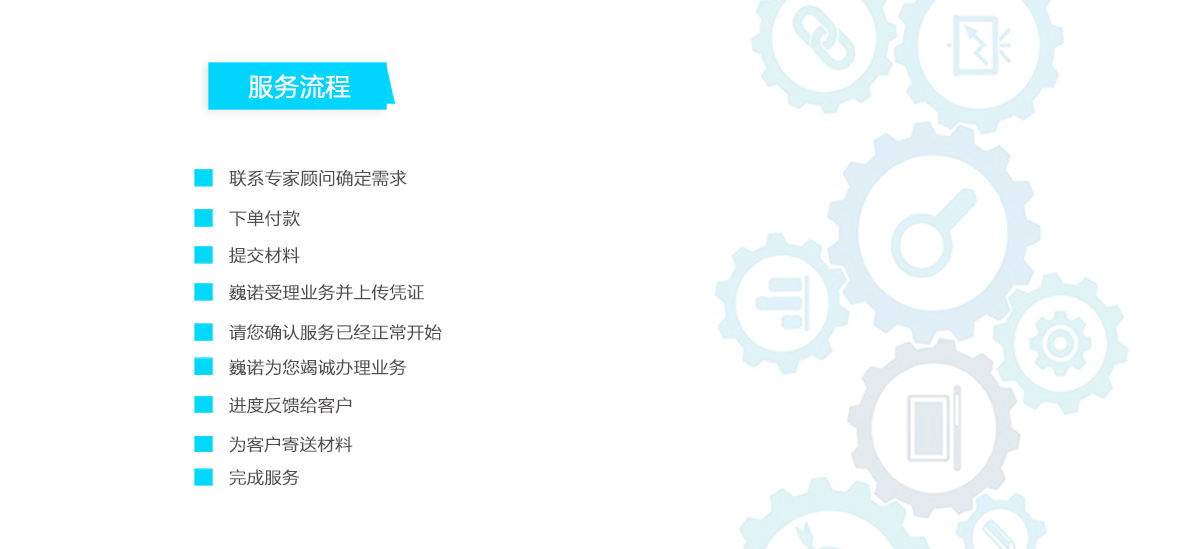 服务流程
联系专家顾问确定需求
下单付款
提交材料
巍诺受理业务并上传凭证
请您确认服务已经正常开始
巍诺为您竭诚办理业务
进度反馈给客户
为客户寄送材料
完成服务